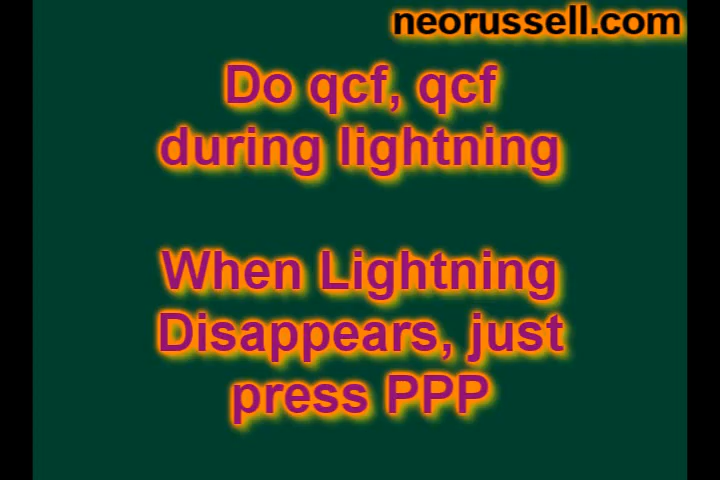 neorussell.com
Do qcf, qcf
during lightning
When Lightning
Disappears, just
press PPP